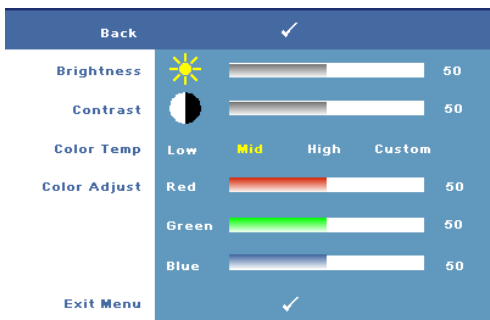 Back
Brightness 50
Contrast 50
Color Temp Low Mid High Custom
Color Adjust Red 50
Green 50
Blue 50
Exit Menu